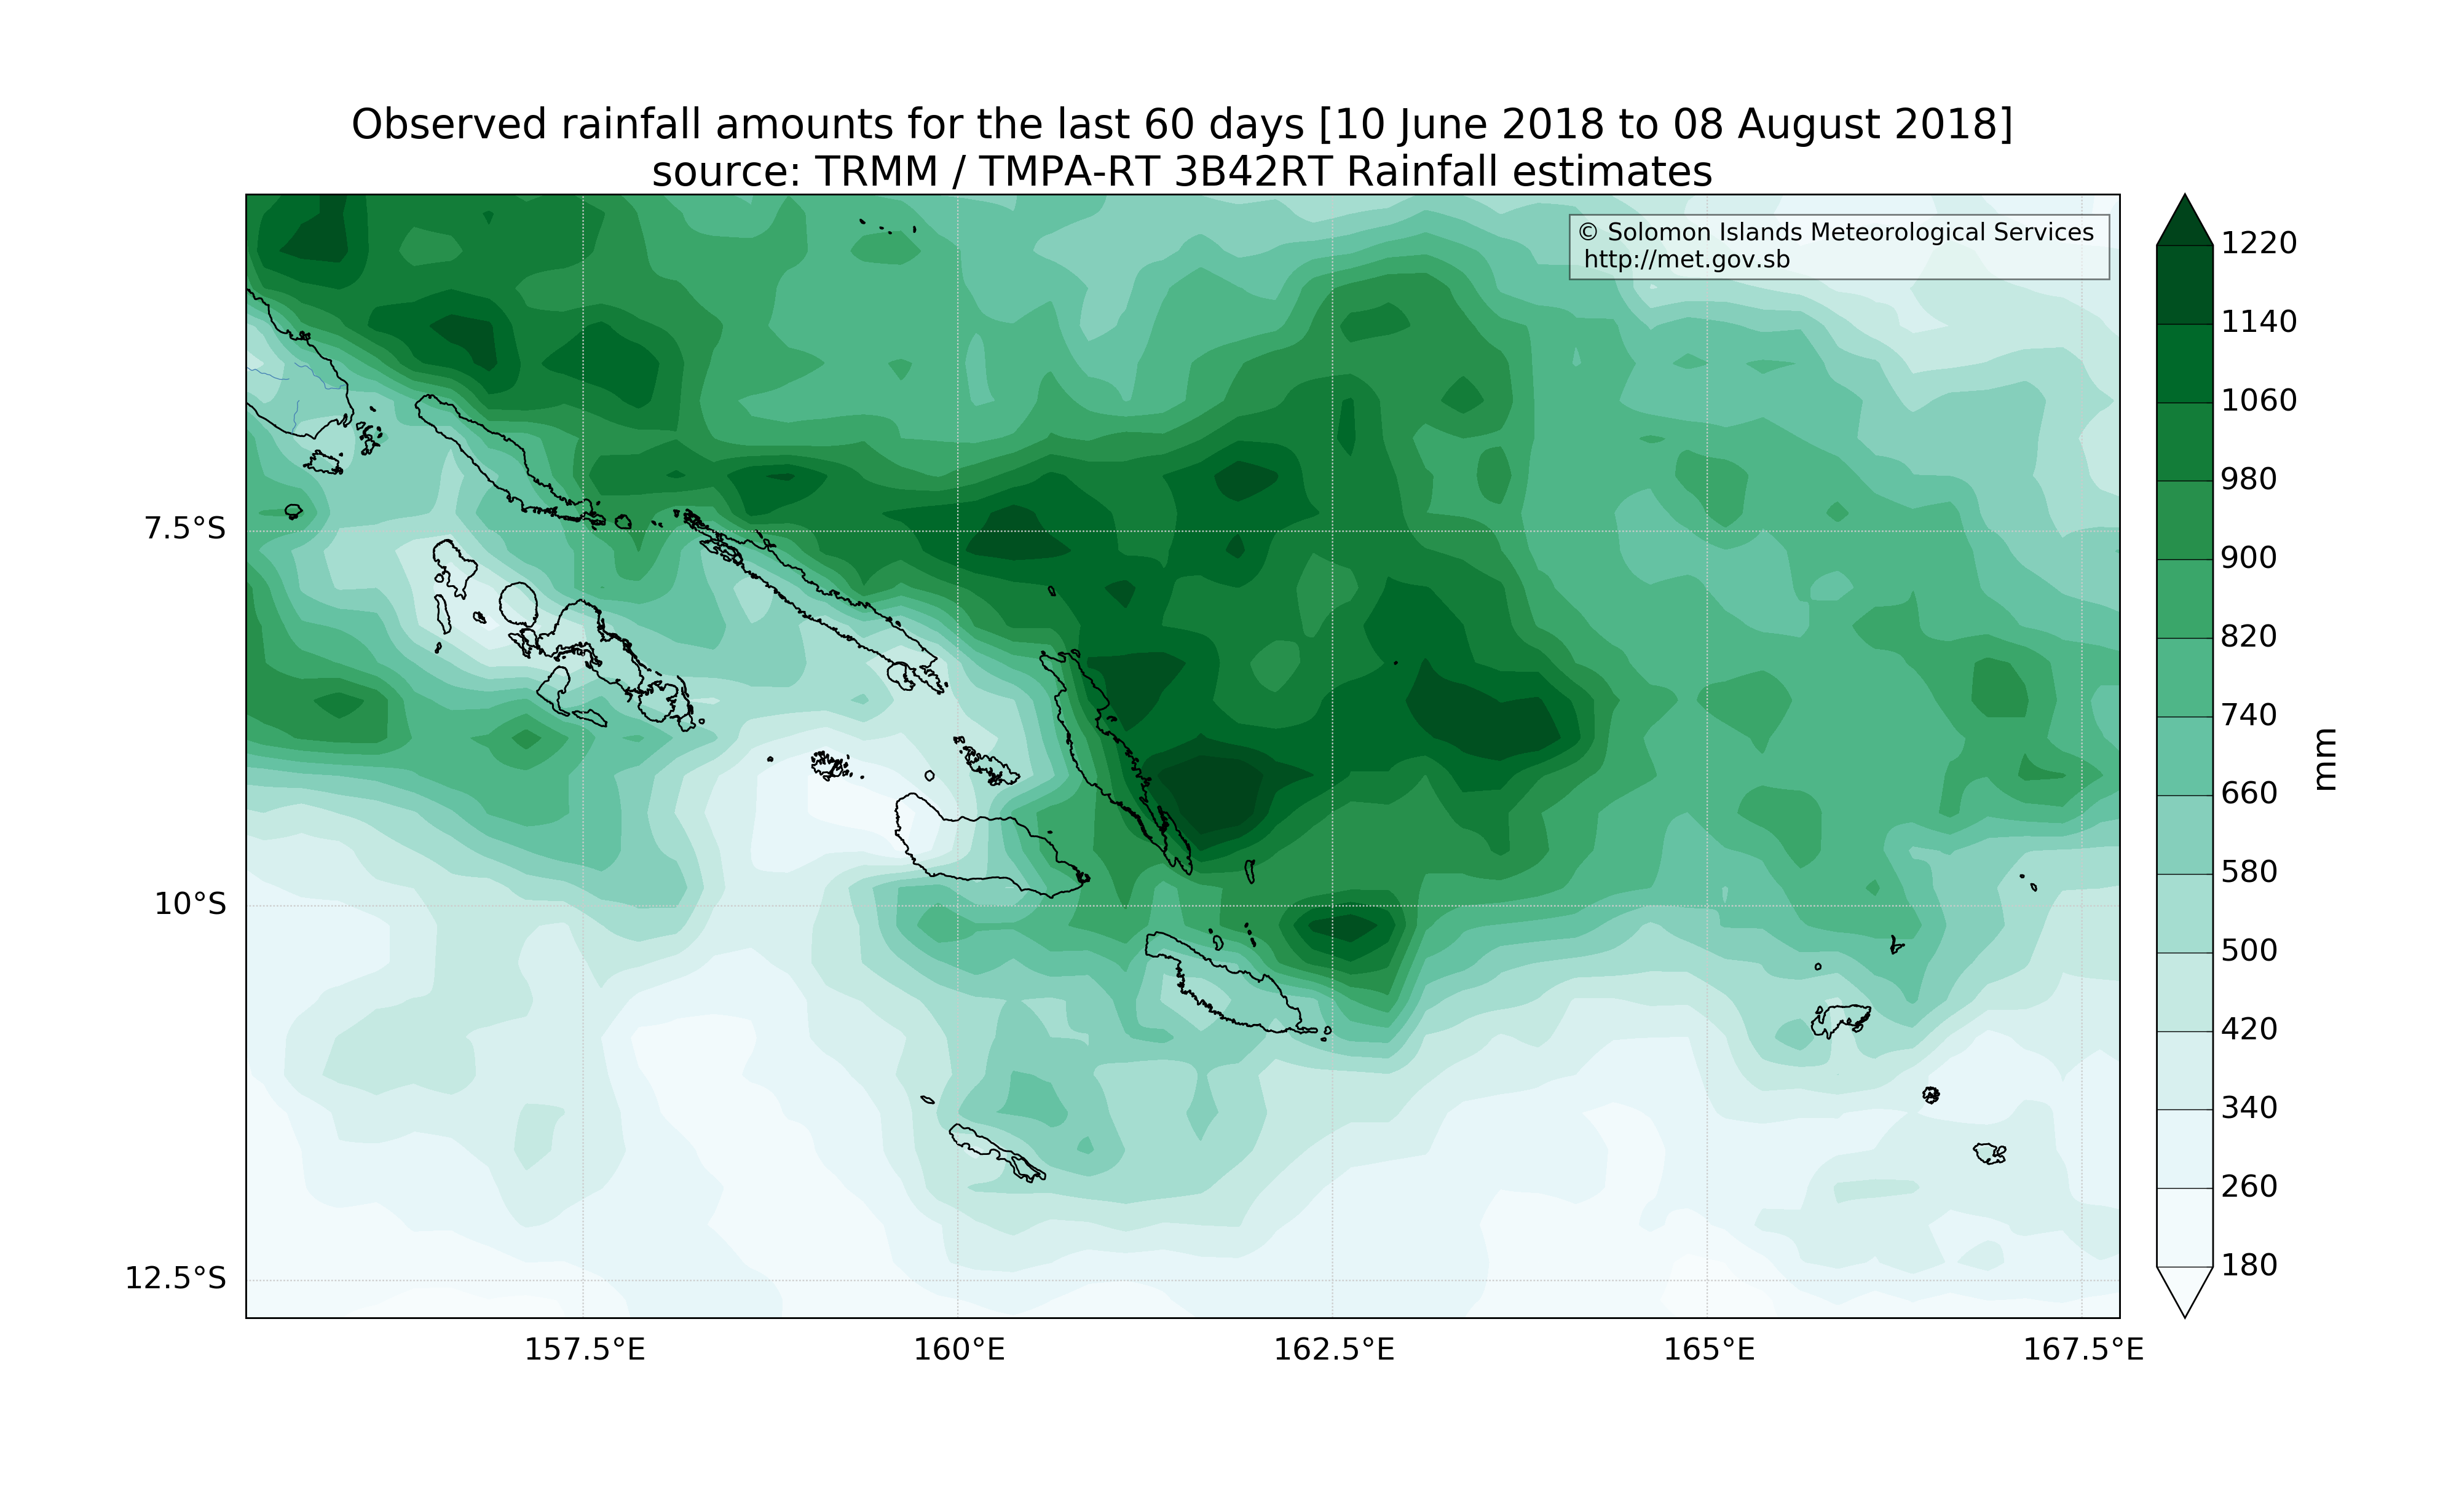 Observed rainfall amounts for the last 60 days [10 June 2018 to 08 August 2018]
source: TRMM / TMPA-RT 3B42RT Rainfall estimates
© Solomon Islands Meteorological Services
http://met.gov.sb
7.5°S
10°S
12.5°S
157.5°E
160°E
162.5°E
165°E
167.5°E
1220
1140
1060
980
900
820
740
660
580
500
420
340
260
180
mm